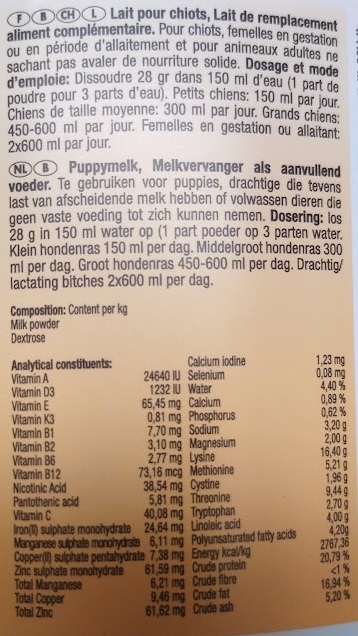 F B CH L Lait pour chiots, Lait de remplacement
aliment complémentaire. Pour chiots, femelles en gestation
ou en période d'allaitement et pour animeaux adultes ne
sachant pas avaler de nourriture solide. Dosage et mode
d'emploie: Dissoudre 28 gr dans 150 ml d'eau (1 part de
poudre pour 3 parts d'eau). Petits chiens: 150 ml par jour.
Chiens de taille moyenne: 300 ml par jour. Grands chiens:
450-600 ml par jour. Femelles en gestation ou allaitant:
2x600 ml par jour.
NL B Puppymelk, Melkvervanger als aanvullend
voeder. Te gebruiken voor puppies, drachtige die tevens
last van afscheidende melk hebben of volwassen dieren die
geen vaste voeding tot zich kunnen nemen. Dosering: los
28 g in 150 ml water op (1 part poeder op 3 parten water.
Klein hondenras 150 ml per dag. Middelgroot hondenras 300
ml per dag. Groot hondenras 450-600 ml per dag. Drachtig/
lactating bitches 2x600 ml per dag.
Composition: Content per kg
Milk powder
Dextrose
Analytical constituents:
Vitamin A 24640 IU
Vitamin D3 1232 IU
Vitamin E 65,45 mg
Vitamin K3 0,81 mg
Vitamin B1 7,70 mg
Vitamin B2 3,10 mg
Vitamin B6 2,77 mg
Vitamin B12 73,16 mcg
Nicotinic Acid 38,54 mg
Pantothenic acid 5,81 mg
Vitamin C 40,08 mg
Iron(II) sulphate monohydrate 24,64 mg
Manganese sulphate monohydrate 6,11 mg
Copper(II) sulphate pentahydrate 7,38 mg
Zinc sulphate monohydrate 61,59 mg
Total Manganese 6,21 mg
Total Copper 9,46 mg
Total Zinc 61,62 mg
Calcium iodine 1,23 mg
Selenium 0,08 mg
Water 4,40 %
Calcium 0,89 %
Phosphorus 0,62 %
Sodium 3,20 g
Magnesium 2,00 g
Lysine 16,40 g
Methionine 5,21 g
Cystine 1,96 g
Threonine 9,44 g
Tryptophan 2,70 g
Linoleic acid 4,00 g
Polyunsaturated fatty acids 4,20g
Energy kcal/kg 2767,36
Crude protein 20,79 %
Crude fibre <1 %
Crude fat 16,94 %
Crude ash 5,20 %